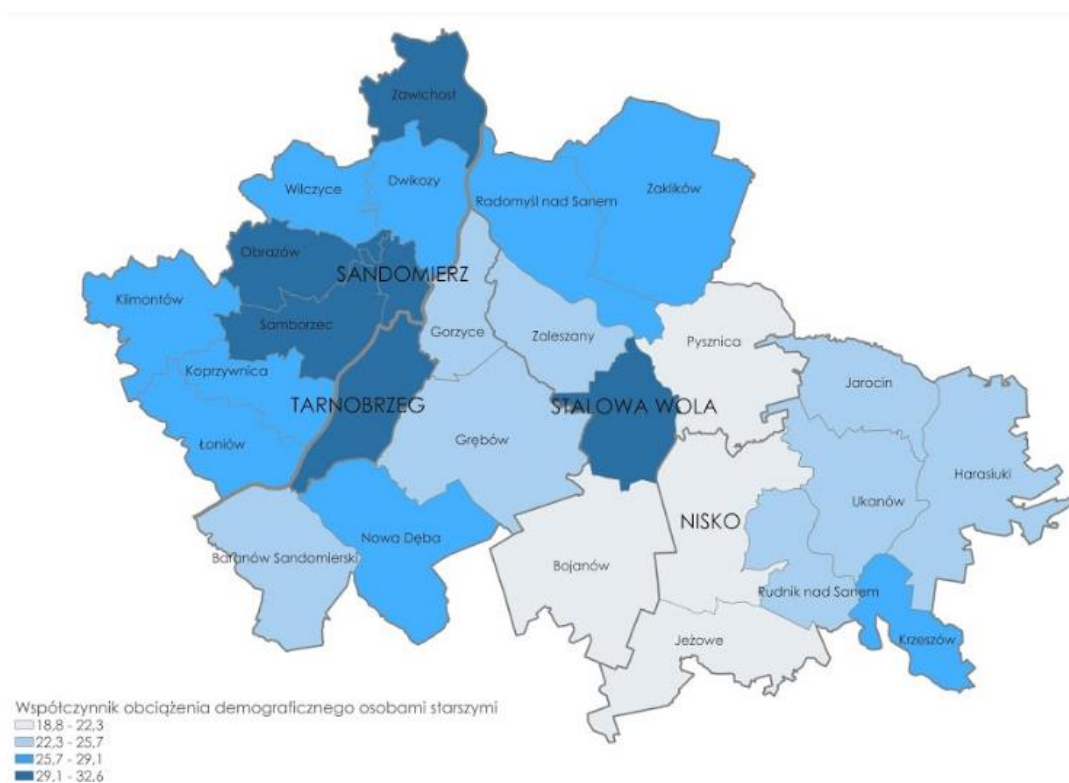 Zawichost
Wilczyce
Dwikozy
Radomyśl nad Sanem
Zaklików
Obrazów
SANDOMIERZ
Klimontów
Samborzec
Gorzyce
Zaleszany
Pysznica
Koprzywnica
Jarocin
TARNOBRZEG
STALOWA WOLA
Łoniów
Grębów
Harasiuki
Ukanów
NISKO
Nowa Dęba
Baranów Sandomierski
Bojanów
Rudnik nad Sanem
Jeżowe
Krzeszów
Współczynnik obciążenia demograficznego osobami starszymi
18,8 - 22,3
22,3 - 25,7
25,7 - 29,1
29,1 - 32,6